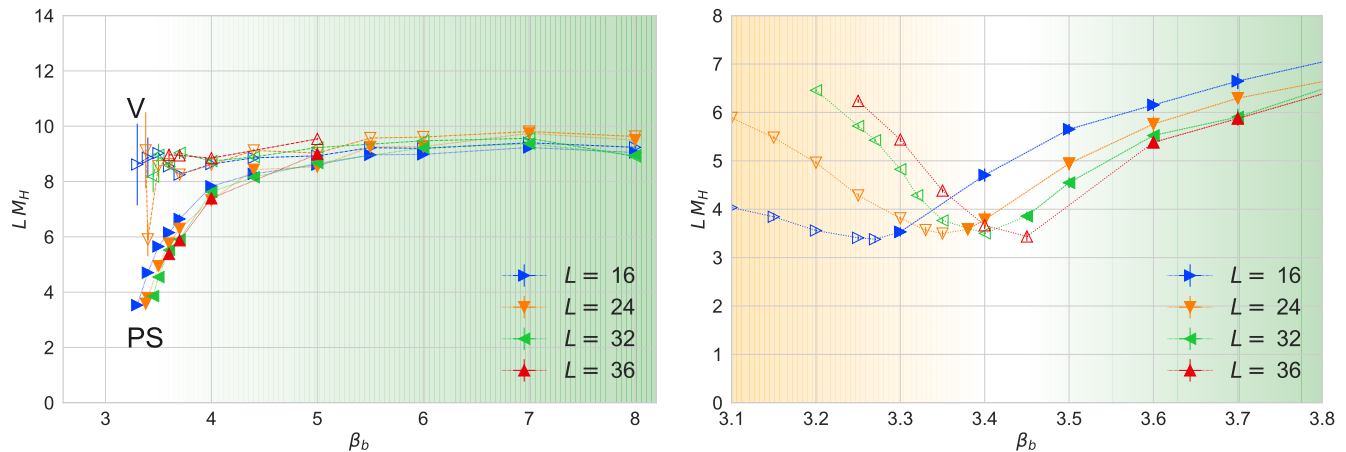 14
12
10
8
6
4
2
0
L M_H
V
PS
L = 16
L = 24
L = 32
L = 36
3 4 5 6 7 8
β_b
8
7
6
5
4
3
2
1
0
L M_H
L = 16
L = 24
L = 32
L = 36
3.1 3.2 3.3 3.4 3.5 3.6 3.7 3.8
β_b